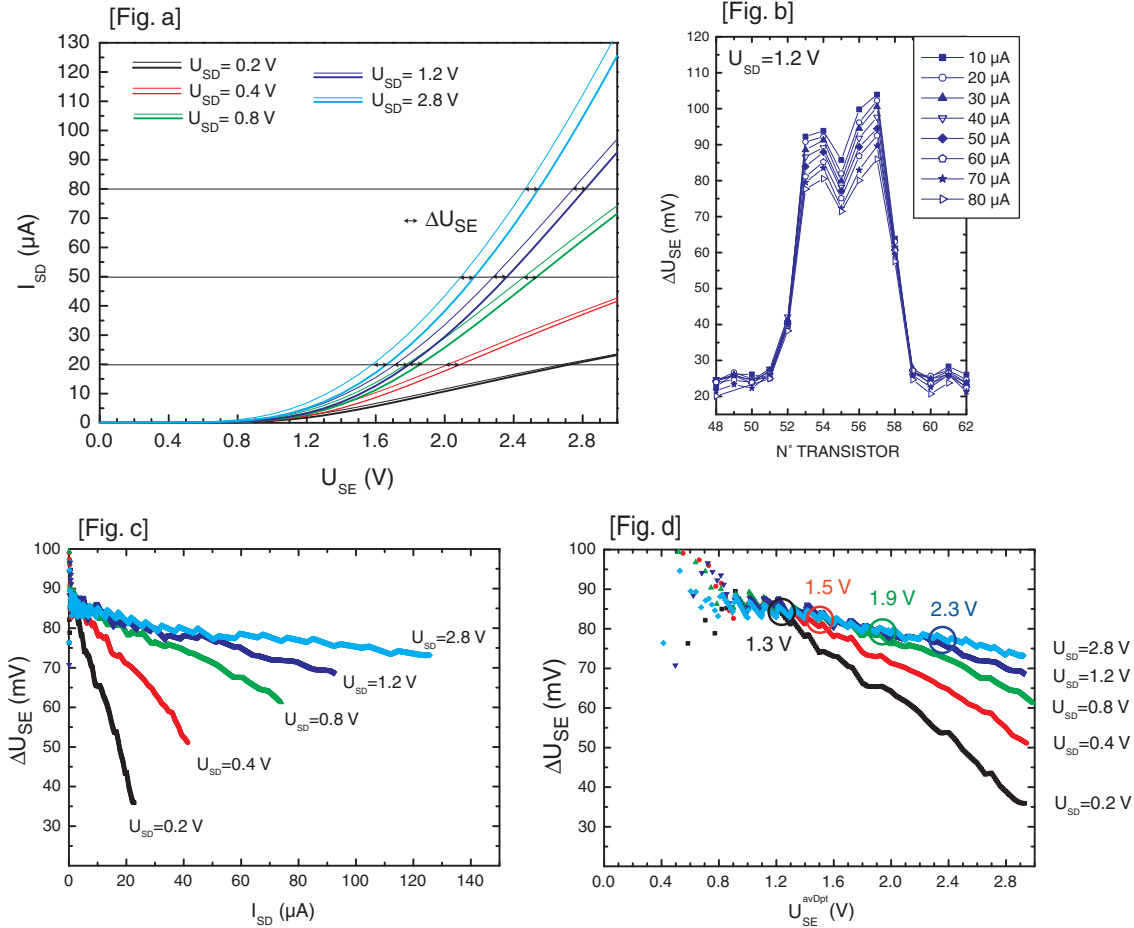 [Fig. a]
130
120
110
100
90
80
70
60
50
40
30
20
10
0
I_SD (µA)
U_SD= 0.2 V
U_SD= 0.4 V
U_SD= 0.8 V
U_SD= 1.2 V
U_SD= 2.8 V
↔ ΔU_SE
0.0 0.4 0.8 1.2 1.6 2.0 2.4 2.8
U_SE (V)
[Fig. b]
120
110
100
90
80
70
60
50
40
30
20
ΔU_SE (mV)
U_SD=1.2 V
10 µA
20 µA
30 µA
40 µA
50 µA
60 µA
70 µA
80 µA
48 50 52 54 56 58 60 62
N° TRANSISTOR
[Fig. c]
100
90
80
70
60
50
40
30
ΔU_SE (mV)
U_SD=2.8 V
U_SD=1.2 V
U_SD=0.8 V
U_SD=0.4 V
U_SD=0.2 V
0 20 40 60 80 100 120 140
I_SD (µA)
[Fig. d]
100
90
80
70
60
50
40
30
ΔU_SE (mV)
1.3 V
1.5 V
1.9 V
2.3 V
U_SD=2.8 V
U_SD=1.2 V
U_SD=0.8 V
U_SD=0.4 V
U_SD=0.2 V
0.0 0.4 0.8 1.2 1.6 2.0 2.4 2.8
U_SE^avDpt (V)